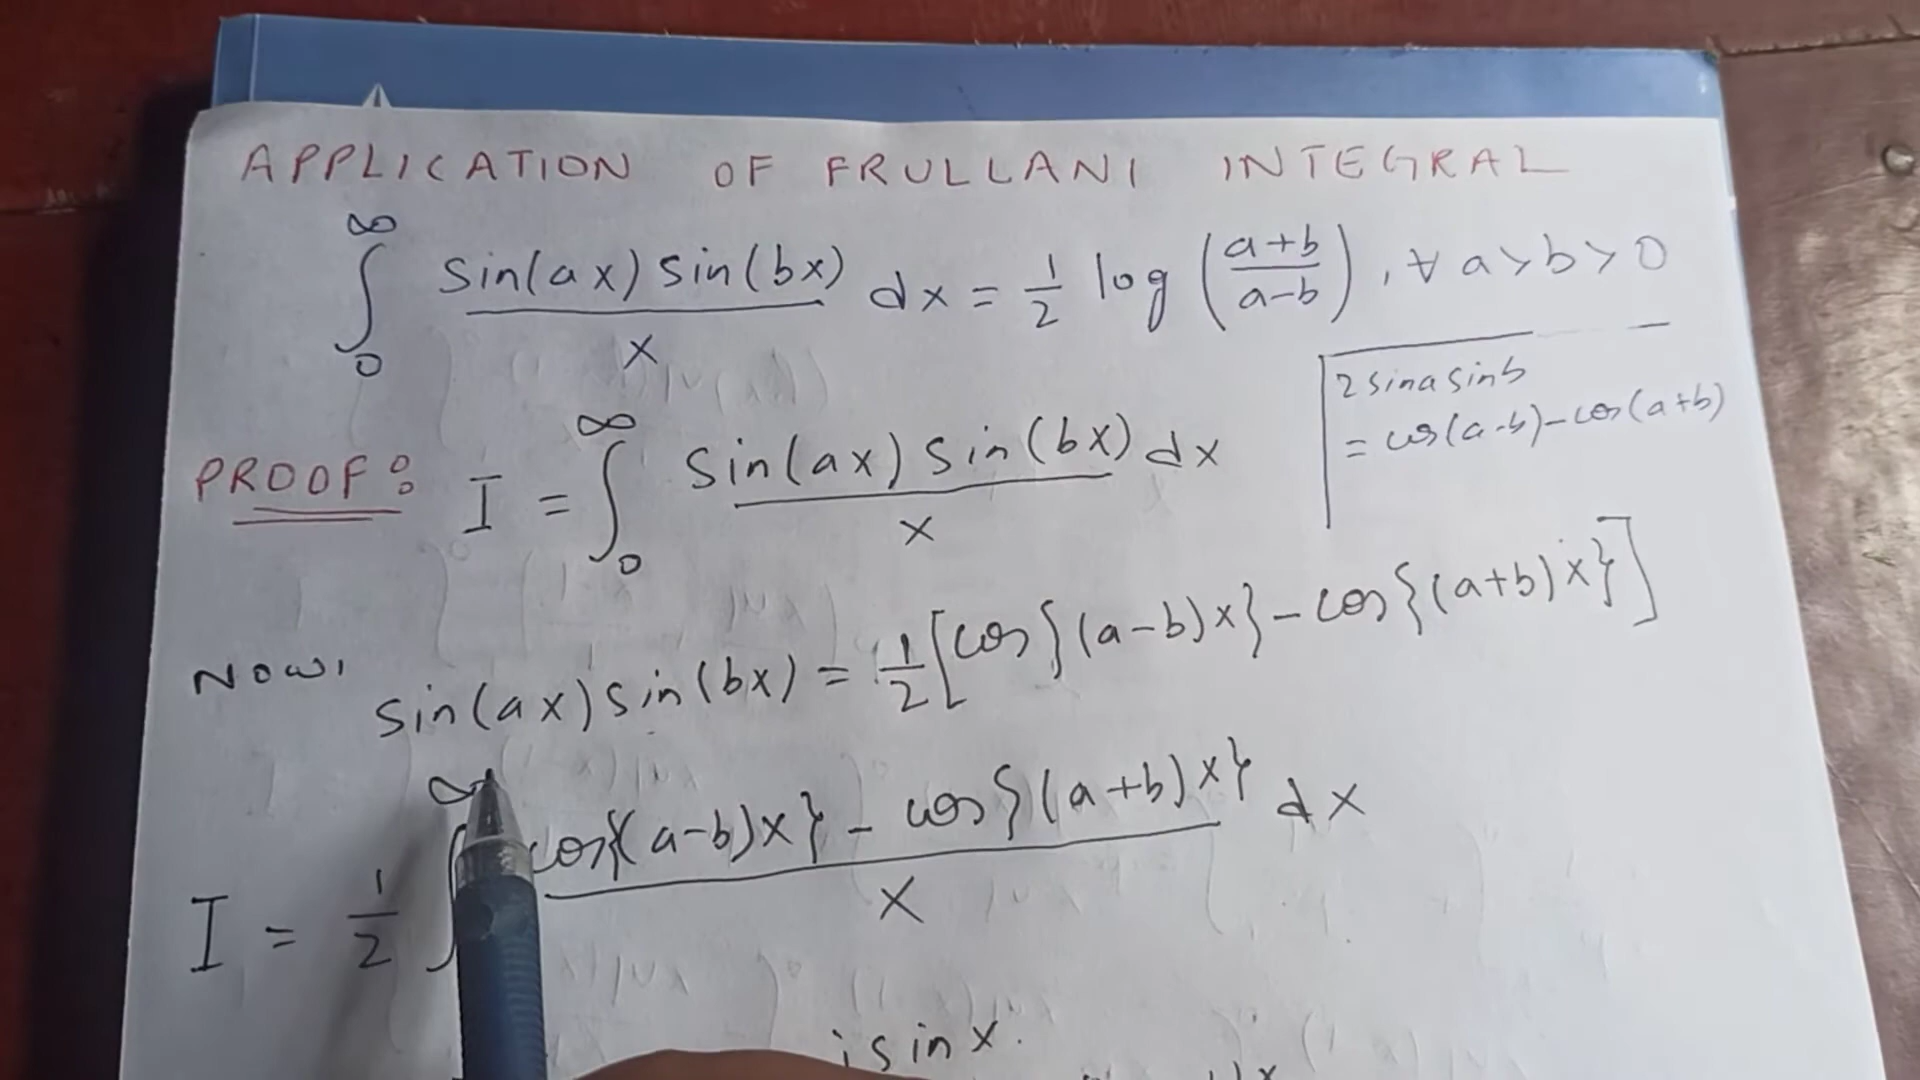 APPLICATION OF FRULLANI INTEGRAL
∫₀^∞ sin(ax) sin(bx)/x dx = 1/2 log((a+b)/(a-b)), ∀ a>b>0
2 sina sinb
= cos(a-b)-cos(a+b)
PROOF: I = ∫₀^∞ sin(ax) sin(bx)/x dx
NOW, sin(ax) sin(bx) = 1/2 [cos{(a-b)x} - cos{(a+b)x}]
I = 1/2 ∫^∞ cos{(a-b)x} - cos{(a+b)x}/x dx
isinx.